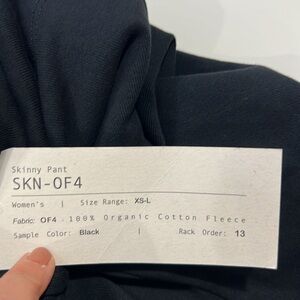 Skinny Pant
SKN-OF4
Women's | Size Range: XS-L
Fabric: OF4 - 100% Organic Cotton Fleece
Sample Color: Black | Rack Order: 13